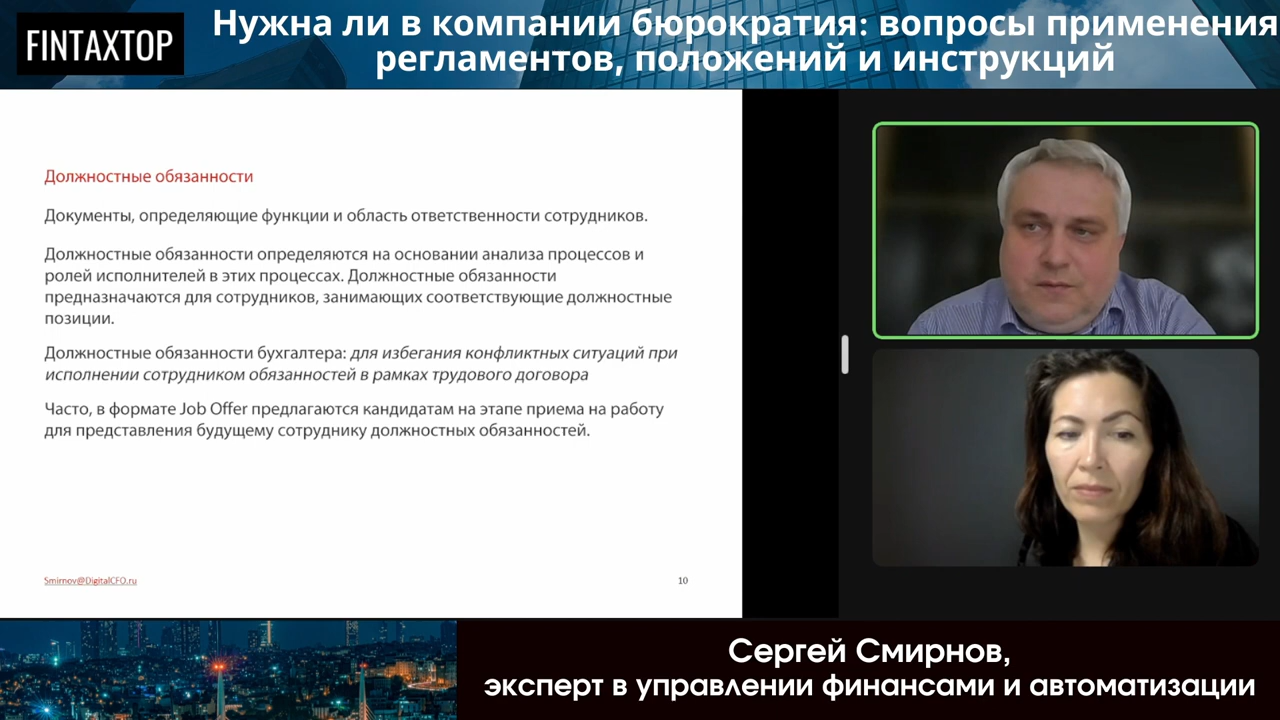 FINTAXTOP
Нужна ли в компании бюрократия: вопросы применения
регламентов, положений и инструкций
Должностные обязанности
Документы, определяющие функции и область ответственности сотрудников.
Должностные обязанности определяются на основании анализа процессов и
ролей исполнителей в этих процессах. Должностные обязанности
предназначаются для сотрудников, занимающих соответствующие должностные
позиции.
Должностные обязанности бухгалтера: для избегания конфликтных ситуаций при
исполнении сотрудником обязанностей в рамках трудового договора
Часто, в формате Job Offer предлагаются кандидатам на этапе приема на работу
для представления будущему сотруднику должностных обязанностей.
Smirnov@DigitalCFO.ru
10
Сергей Смирнов,
эксперт в управлении финансами и автоматизации